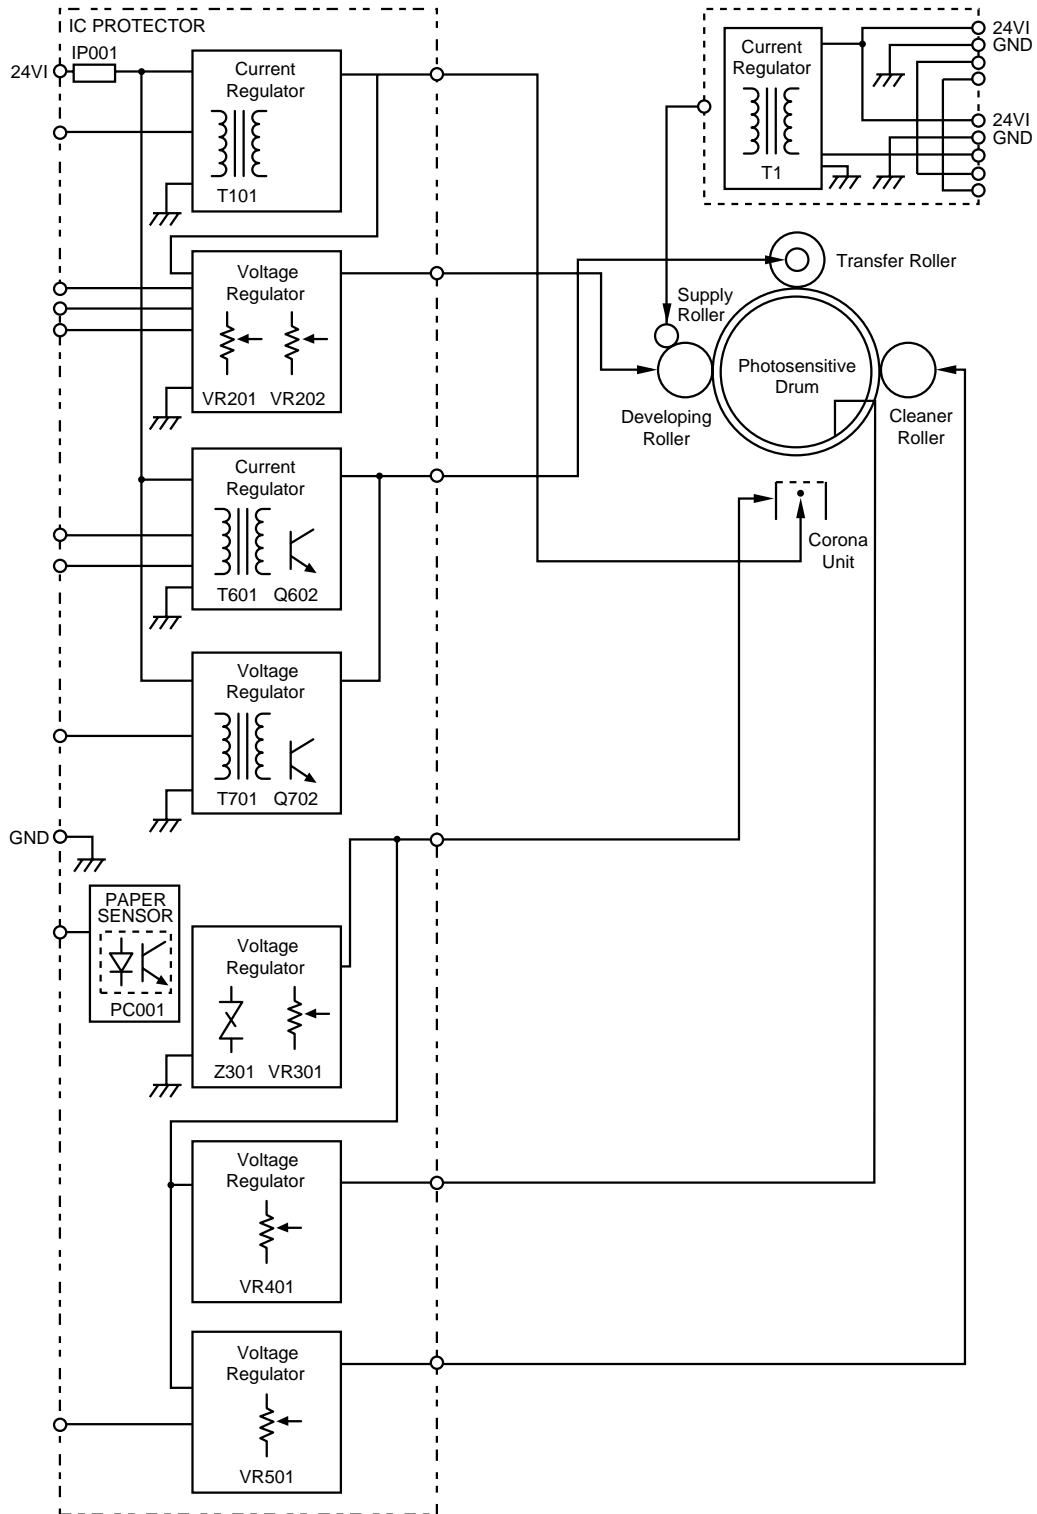 IC PROTECTOR
IP001
24VI
Current
Regulator
T101
Voltage
Regulator
VR201 VR202
Current
Regulator
T601 Q602
Voltage
Regulator
T701 Q702
GND
PAPER
SENSOR
PC001
Voltage
Regulator
Z301 VR301
Voltage
Regulator
VR401
Voltage
Regulator
VR501
Current
Regulator
T1
24VI
GND
24VI
GND
Transfer Roller
Supply
Roller
Photosensitive
Drum
Developing
Roller
Cleaner
Roller
Corona
Unit